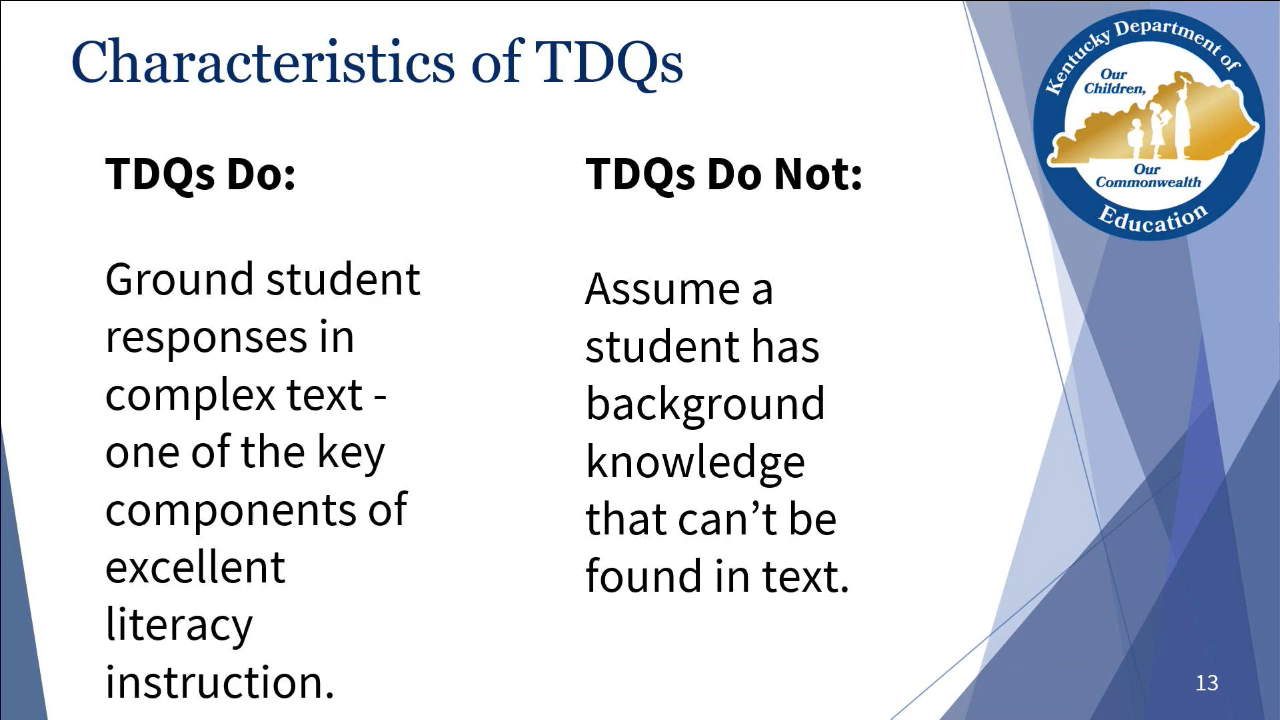 Characteristics of TDQs
TDQs Do:
Ground student
responses in
complex text -
one of the key
components of
excellent
literacy
instruction.
TDQs Do Not:
Assume a
student has
background
knowledge
that can’t be
found in text.
Kentucky Department of
Our
Children,
Our
Commonwealth
Education
13